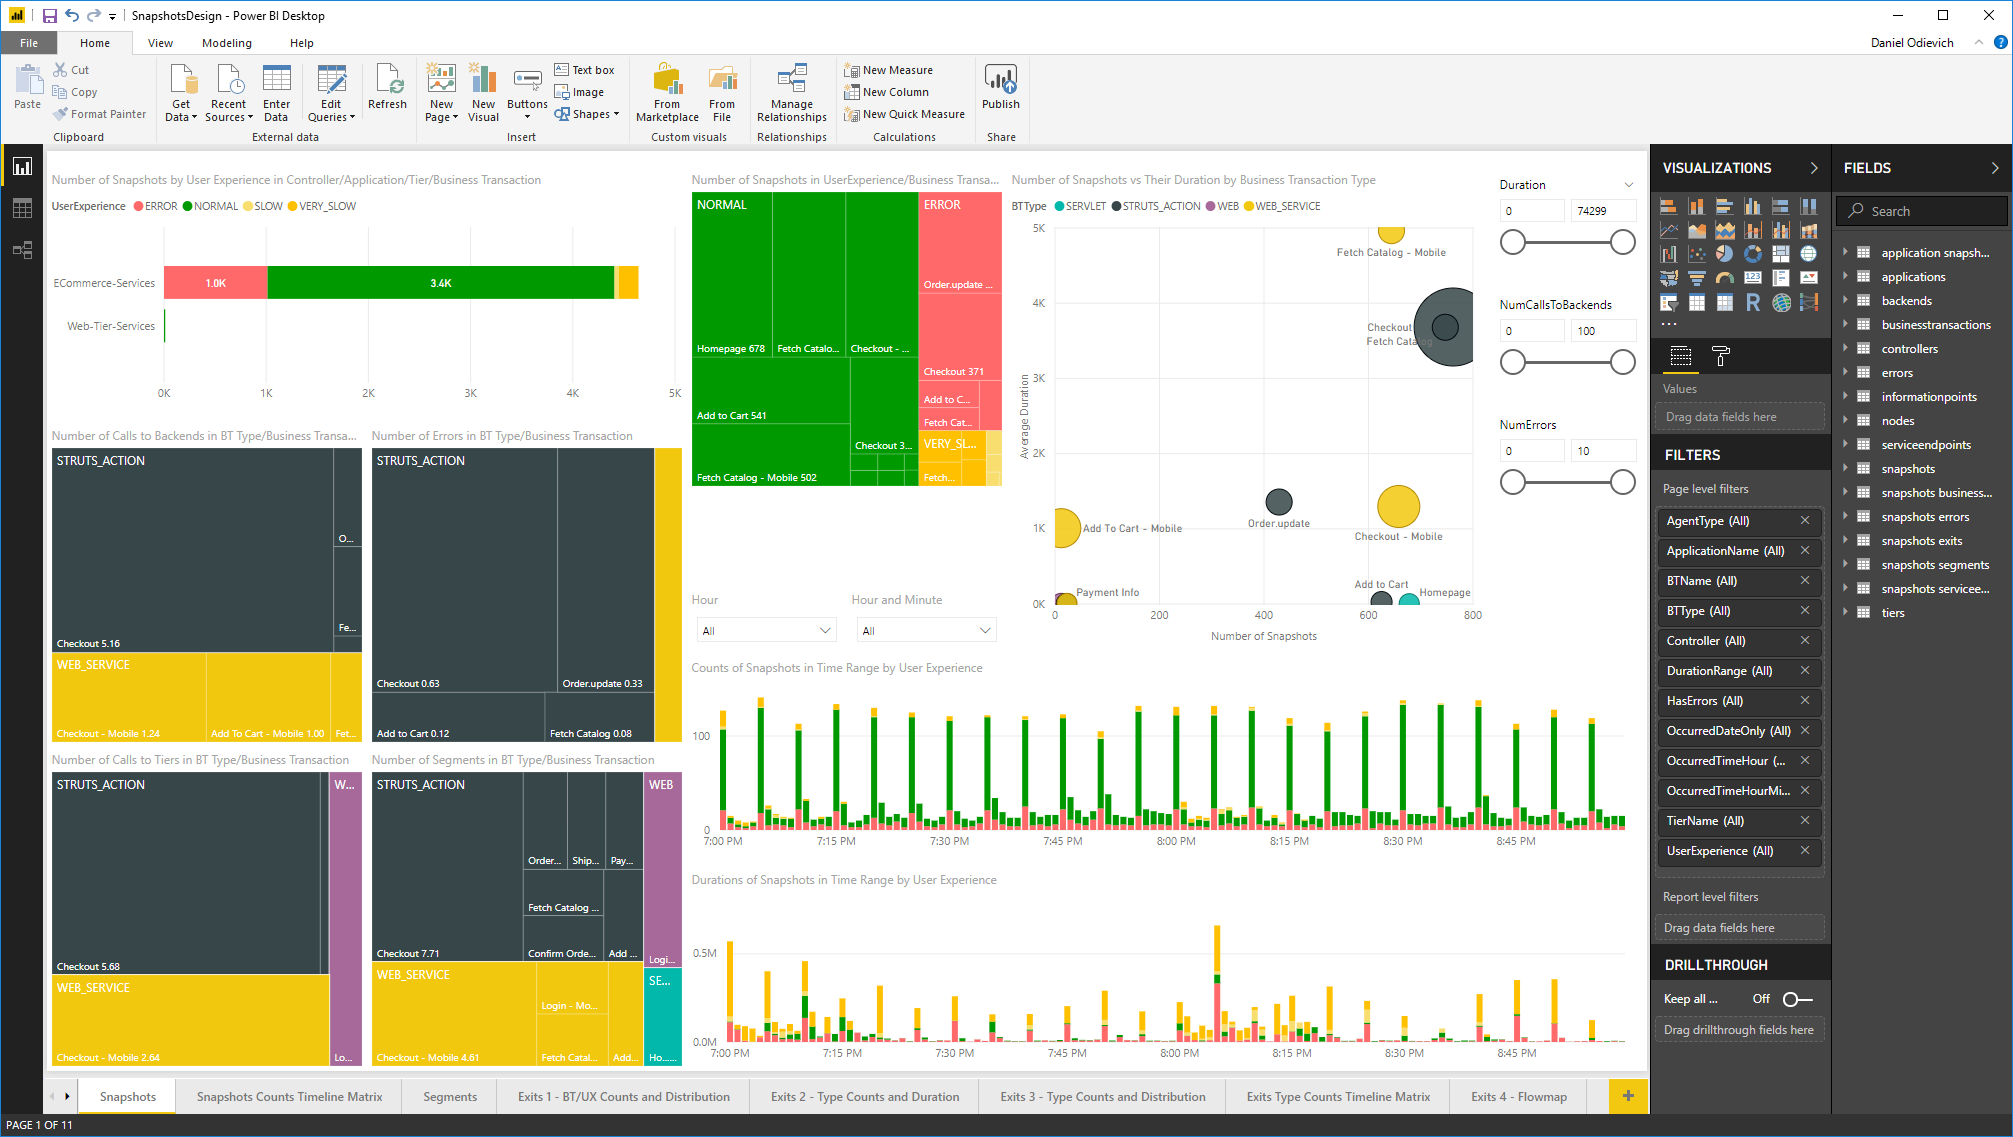 SnapshotsDesign - Power BI Desktop
File
Home
View
Modeling
Help
Daniel Odievich
Paste
Cut
Copy
Format Painter
Clipboard
Get Data
Recent Sources
Enter Data
Edit Queries
Refresh
External data
New Page
New Visual
Buttons
Text box
Image
Shapes
Insert
From Marketplace
From File
Custom visuals
Manage Relationships
Relationships
New Measure
New Column
New Quick Measure
Calculations
Publish
Share
Number of Snapshots by User Experience in Controller/Application/Tier/Business Transaction
UserExperience ERROR NORMAL SLOW VERY_SLOW
ECommerce-Services
1.0K
3.4K
Web-Tier-Services
0K 1K 2K 3K 4K 5K
Number of Snapshots in UserExperience/Business Transa...
NORMAL
ERROR
Order.update ...
Homepage 678
Fetch Catalo...
Checkout - ...
Checkout 371
Add to C...
Add to Cart 541
Fetch Cat...
VERY_SL...
Checkout 3...
Fetch Catalog - Mobile 502
Fetch...
Number of Snapshots vs Their Duration by Business Transaction Type
BTType SERVLET STRUTS_ACTION WEB WEB_SERVICE
Average Duration
5K
4K
3K
2K
1K
0K
Fetch Catalog - Mobile
Checkout
Fetch Catalog
Add To Cart - Mobile
Order.update
Checkout - Mobile
Payment Info
Add to Cart
Homepage
0 200 400 600 800
Number of Snapshots
Duration
0 74299
NumCallsToBackends
0 100
NumErrors
0 10
Number of Calls to Backends in BT Type/Business Transa...
STRUTS_ACTION
O...
Fe...
Checkout 5.16
WEB_SERVICE
Checkout - Mobile 1.24
Add To Cart - Mobile 1.00
Fet...
Number of Errors in BT Type/Business Transaction
STRUTS_ACTION
Checkout 0.63
Order.update 0.33
Add to Cart 0.12
Fetch Catalog 0.08
Hour
All
Hour and Minute
All
Number of Calls to Tiers in BT Type/Business Transaction
STRUTS_ACTION
W...
Checkout 5.68
WEB_SERVICE
Checkout - Mobile 2.64
Lo...
Number of Segments in BT Type/Business Transaction
STRUTS_ACTION
WEB
Order...
Ship...
Pay...
Fetch Catalog ...
Checkout 7.71
Confirm Orde...
Add ...
Logi...
WEB_SERVICE
SE...
Login - Mo...
Checkout - Mobile 4.61
Fetch Catal...
Add...
Ho......
Counts of Snapshots in Time Range by User Experience
100
0
7:00 PM 7:15 PM 7:30 PM 7:45 PM 8:00 PM 8:15 PM 8:30 PM 8:45 PM
Durations of Snapshots in Time Range by User Experience
0.5M
0.0M
7:00 PM 7:15 PM 7:30 PM 7:45 PM 8:00 PM 8:15 PM 8:30 PM 8:45 PM
VISUALIZATIONS
Values
Drag data fields here
FILTERS
Page level filters
AgentType (All)
ApplicationName (All)
BTName (All)
BTType (All)
Controller (All)
DurationRange (All)
HasErrors (All)
OccurredDateOnly (All)
OccurredTimeHour (...
OccurredTimeHourMi...
TierName (All)
UserExperience (All)
Report level filters
Drag data fields here
DRILLTHROUGH
Keep all ... Off
Drag drillthrough fields here
FIELDS
Search
application snapsh...
applications
backends
businesstransactions
controllers
errors
informationpoints
nodes
serviceendpoints
snapshots
snapshots business...
snapshots errors
snapshots exits
snapshots segments
snapshots servicee...
tiers
Snapshots
Snapshots Counts Timeline Matrix
Segments
Exits 1 - BT/UX Counts and Distribution
Exits 2 - Type Counts and Duration
Exits 3 - Type Counts and Distribution
Exits Type Counts Timeline Matrix
Exits 4 - Flowmap
PAGE 1 OF 11